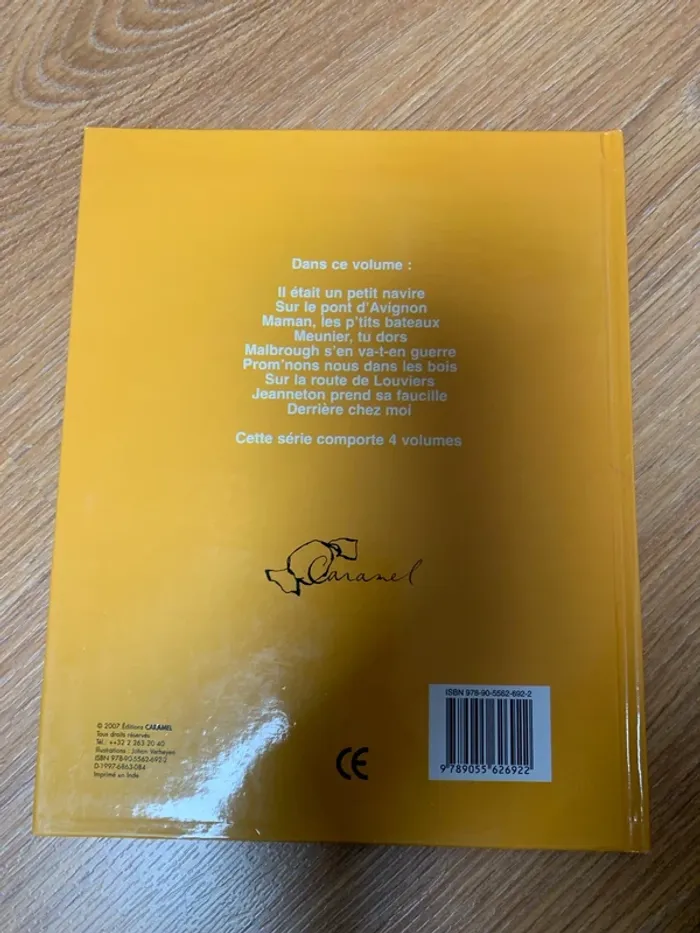 Dans ce volume :
Il était un petit navire
Sur le pont d'Avignon
Maman, les p'tits bateaux
Meunier, tu dors
Malbrough s'en va-t-en guerre
Prom'nons nous dans les bois
Sur la route de Louviers
Jeanneton prend sa faucille
Derrière chez moi
Cette série comporte 4 volumes
Caramel
© 2007 Éditions CARAMEL
Tous droits réservés
Tél.: ++32 2 263 20 40
Illustrations : Johan Verheyen
ISBN 978-90-5562-692-2
D-1997-6863-084
Imprimé en Inde
CE
ISBN 978-90-5562-692-2
9 789055 626922